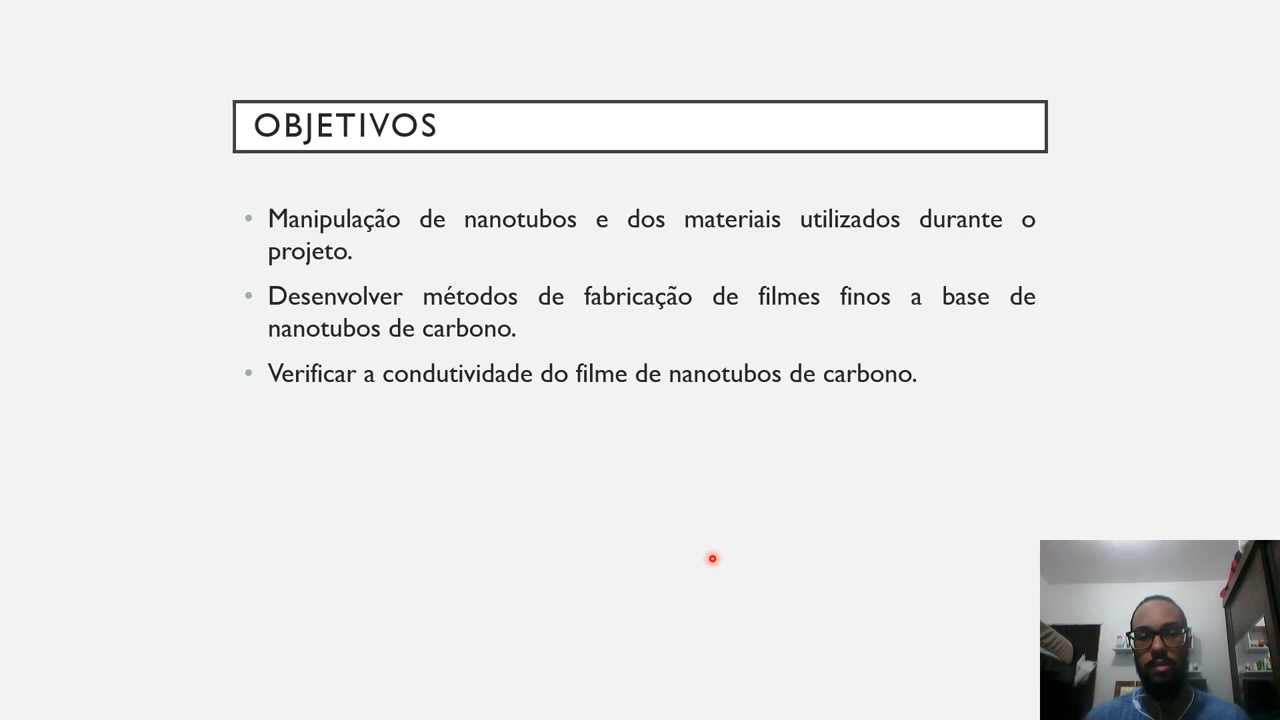 OBJETIVOS
Manipulação de nanotubos e dos materiais utilizados durante o
projeto.
Desenvolver métodos de fabricação de filmes finos a base de
nanotubos de carbono.
Verificar a condutividade do filme de nanotubos de carbono.